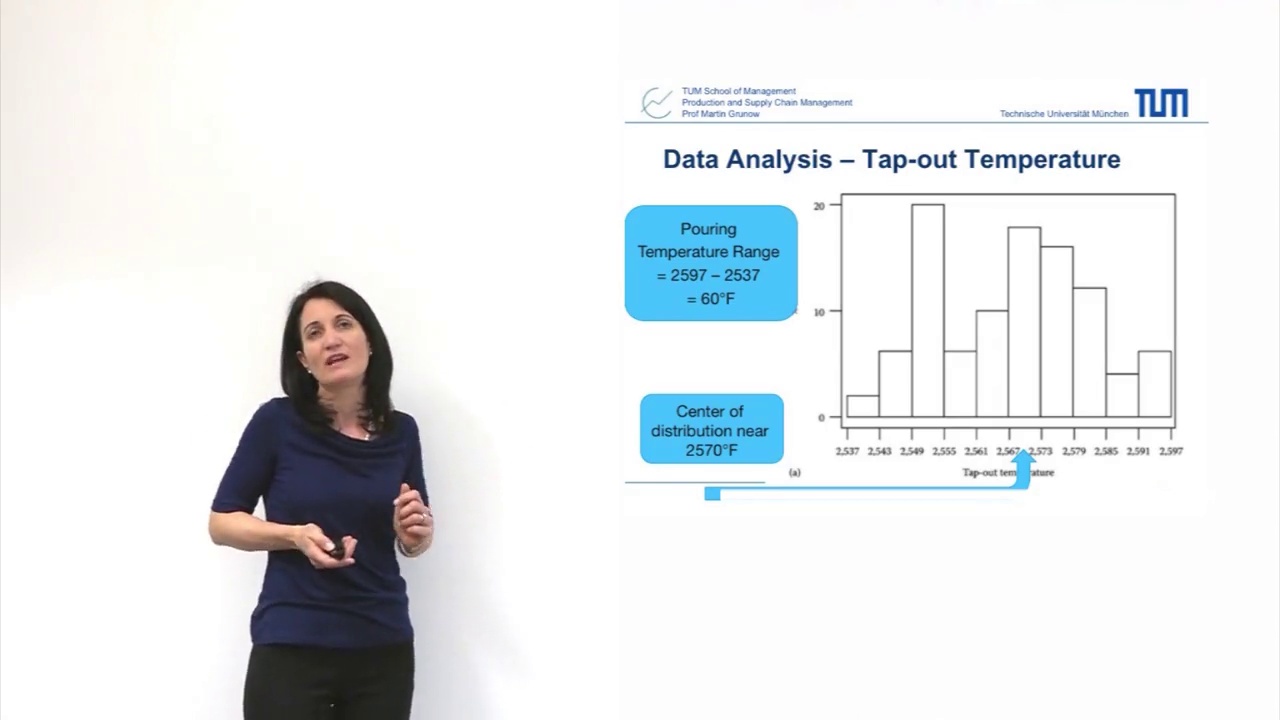 TUM School of Management
Production and Supply Chain Management
Prof Martin Grunow
Technische Universität München
TUM
Data Analysis – Tap-out Temperature
Pouring
Temperature Range
= 2597 – 2537
= 60°F
Center of
distribution near
2570°F
20
10
0
2,537 2,543 2,549 2,555 2,561 2,567 2,573 2,579 2,585 2,591 2,597
(a)
Tap-out